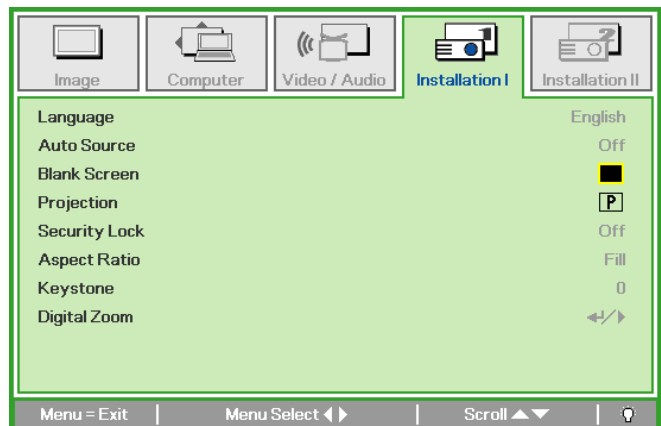 Image Computer Video / Audio Installation I Installation II
Language English
Auto Source Off
Blank Screen
Projection P
Security Lock Off
Aspect Ratio Fill
Keystone 0
Digital Zoom
Menu = Exit Menu Select Scroll